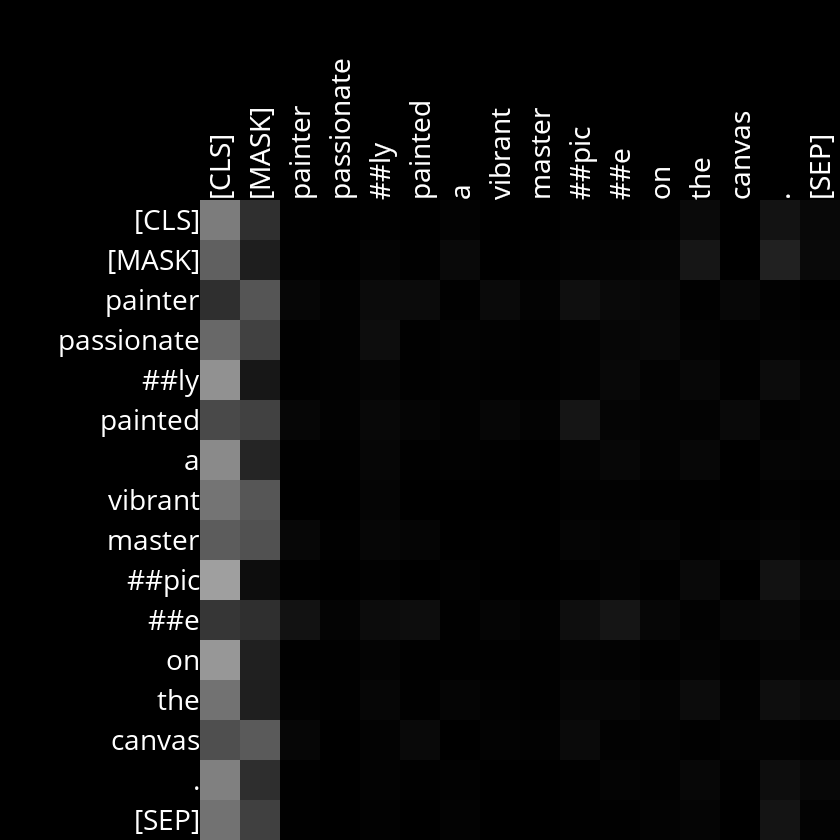 [CLS] [MASK] painter passionate ##ly painted a vibrant master ##pic ##e on the canvas . [SEP]
[CLS]
[MASK]
painter
passionate
##ly
painted
a
vibrant
master
##pic
##e
on
the
canvas
.
[SEP]